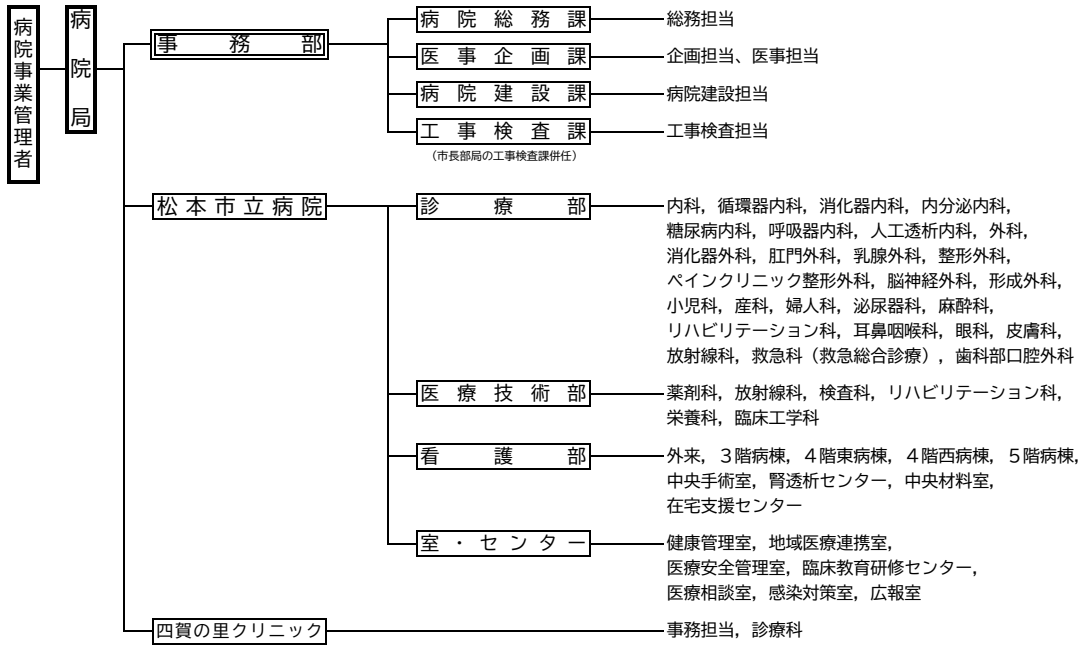 病院事業管理者
病院局
事務部
病院総務課
総務担当
医事企画課
企画担当、医事担当
病院建設課
病院建設担当
工事検査課
工事検査担当
（市長部局の工事検査課併任）
松本市立病院
診療部
内科，循環器内科，消化器内科，内分泌内科，
糖尿病内科，呼吸器内科，人工透析内科，外科，
消化器外科，肛門外科，乳腺外科，整形外科，
ペインクリニック整形外科，脳神経外科，形成外科，
小児科，産科，婦人科，泌尿器科，麻酔科，
リハビリテーション科，耳鼻咽喉科，眼科，皮膚科，
放射線科，救急科（救急総合診療），歯科部口腔外科
医療技術部
薬剤科，放射線科，検査科，リハビリテーション科，
栄養科，臨床工学科
看護部
外来，３階病棟，４階東病棟，４階西病棟，５階病棟，
中央手術室，腎透析センター，中央材料室，
在宅支援センター
室・センター
健康管理室，地域医療連携室，
医療安全管理室，臨床教育研修センター，
医療相談室，感染対策室，広報室
四賀の里クリニック
事務担当，診療科